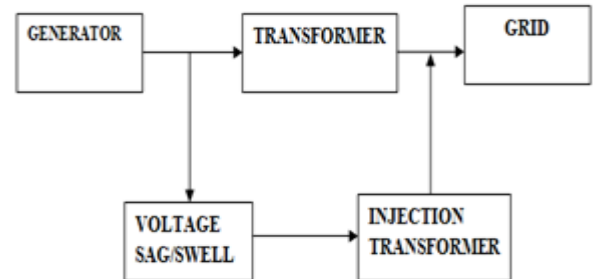 GENERATOR
TRANSFORMER
GRID
VOLTAGE
SAG/SWELL
INJECTION
TRANSFORMER